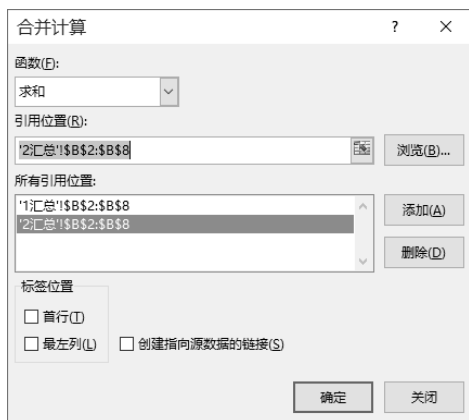 合并计算
函数(F):
求和
引用位置(R):
'2汇总'!$B$2:$B$8
浏览(B)...
所有引用位置:
'1汇总'!$B$2:$B$8
'2汇总'!$B$2:$B$8
添加(A)
删除(D)
标签位置
首行(T)
最左列(L)
创建指向源数据的链接(S)
确定
关闭